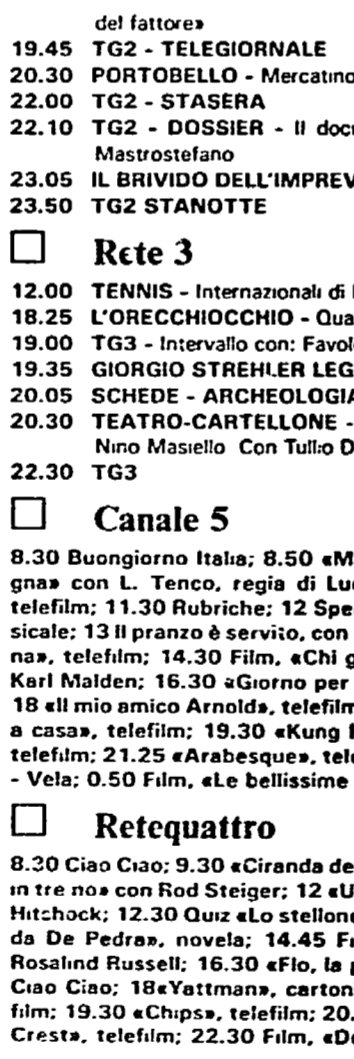 del fattore»
19.45 TG2 - TELEGIORNALE
20.30 PORTOBELLO - Mercatino
22.00 TG2 - STASERA
22.10 TG2 - DOSSIER - Il docu
Mastrostefano
23.05 IL BRIVIDO DELL'IMPREV
23.50 TG2 STANOTTE
Rete 3
12.00 TENNIS - Internazionali di
18.25 L'ORECCHIOCCHIO - Qua
19.00 TG3 - Intervallo con: Favol
19.35 GIORGIO STREHLER LEG
20.05 SCHEDE - ARCHEOLOGIA
20.30 TEATRO-CARTELLONE -
Nino Masiello Con Tullio D
22.30 TG3
Canale 5
8.30 Buongiorno Italia; 8.50 «M
gna» con L. Tenco, regia di Lu
telefilm; 11.30 Rubriche; 12 Spe
sicale; 13 Il pranzo è servito, con
na», telefilm; 14.30 Film, «Chi g
Karl Malden; 16.30 «Giorno per
18 «Il mio amico Arnold», telefilm
a casa», telefilm; 19.30 «Kung
telefilm; 21.25 «Arabesque», tele
- Vela; 0.50 Film, «Le bellissime
Retequattro
8.30 Ciao Ciao; 9.30 «Ciranda de
in tre no» con Rod Steiger; 12 «U
Hitchock; 12.30 Quiz «Lo stellone
da De Pedra», novela; 14.45 Fi
Rosalind Russell; 16.30 «Flo, la p
Ciao Ciao; 18«Yattman», carton
film; 19.30 «Chips», telefilm; 20.
Crest», telefilm; 22.30 Film, «De